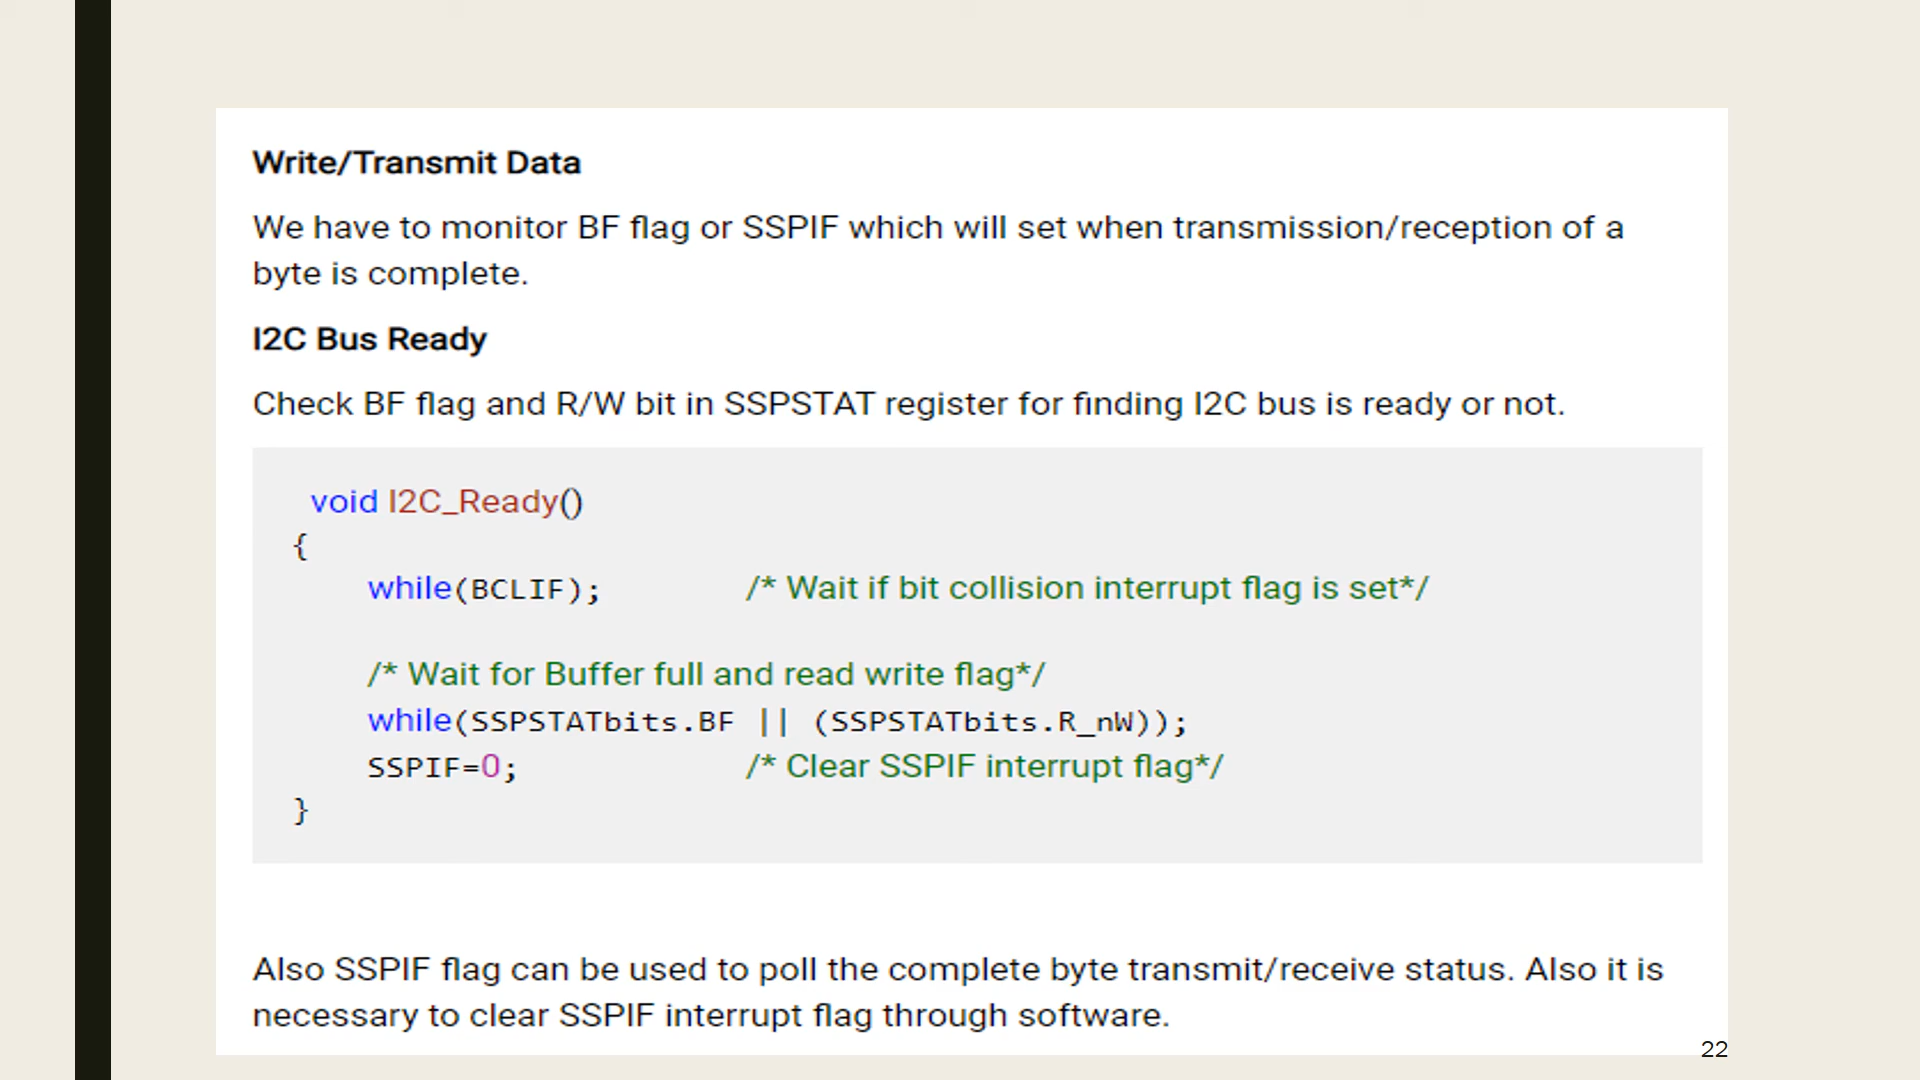 Write/Transmit Data
We have to monitor BF flag or SSPIF which will set when transmission/reception of a
byte is complete.
I2C Bus Ready
Check BF flag and R/W bit in SSPSTAT register for finding I2C bus is ready or not.
void I2C_Ready()
{
while(BCLIF); /* Wait if bit collision interrupt flag is set*/
/* Wait for Buffer full and read write flag*/
while(SSPSTATbits.BF || (SSPSTATbits.R_nW));
SSPIF=0; /* Clear SSPIF interrupt flag*/
}
Also SSPIF flag can be used to poll the complete byte transmit/receive status. Also it is
necessary to clear SSPIF interrupt flag through software.
22